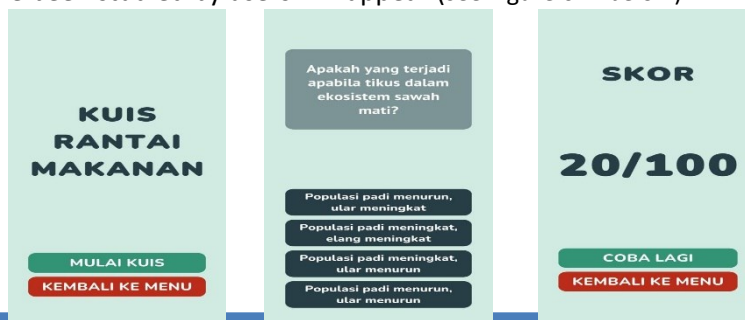 KUIS
RANTAI
MAKANAN
MULAI KUIS
KEMBALI KE MENU
Apakah yang terjadi
apabila tikus dalam
ekosistem sawah
mati?
Populasi padi menurun,
ular meningkat
Populasi padi meningkat,
elang meningkat
Populasi padi meningkat,
ular menurun
Populasi padi menurun,
ular menurun
SKOR
20/100
COBA LAGI
KEMBALI KE MENU